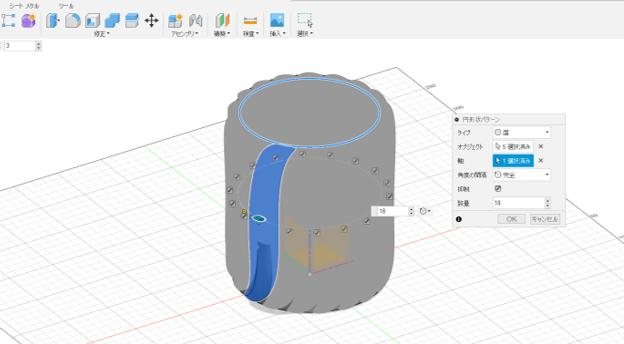 シート メタル ツール
修正▼ アセンブリ▼ 構築▼ 検査▼ 挿入▼ 選択▼
3
円形状パターン
タイプ 面
オブジェクト 5 選択済み
軸 1 選択済み
角度の間隔 完全
抑制
18
数量 18
OK キャンセル